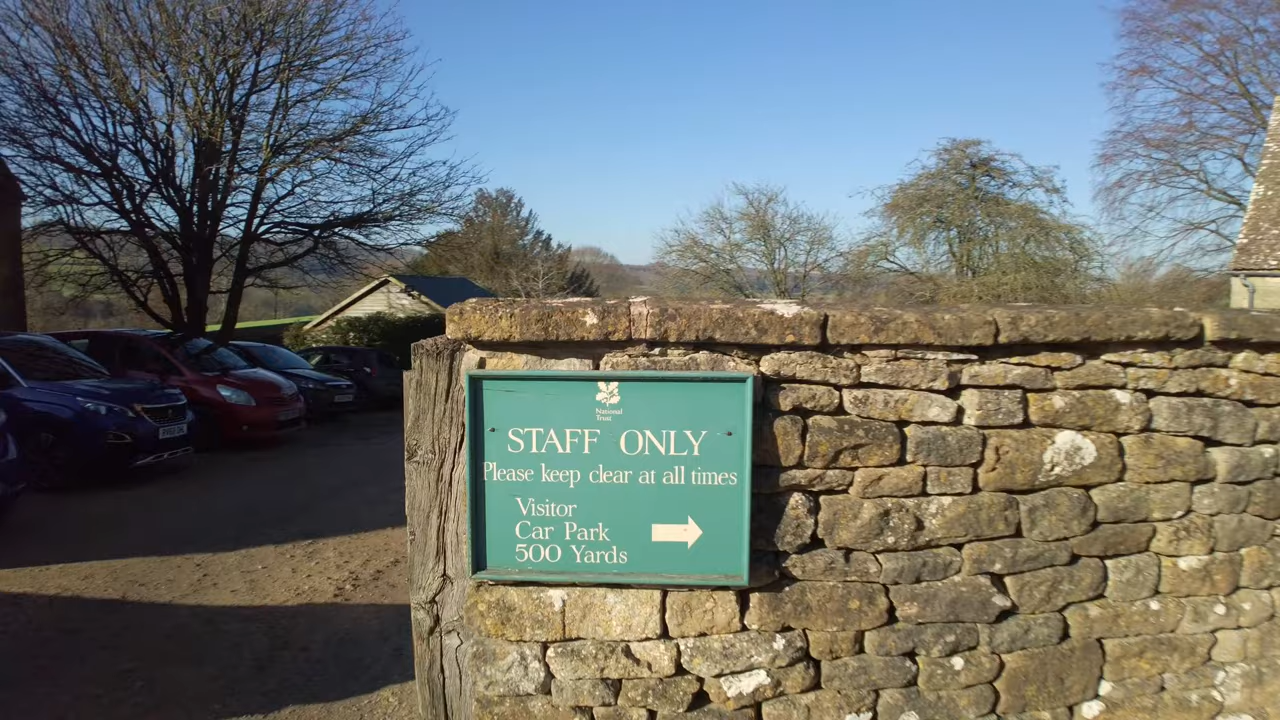 National
Trust
STAFF ONLY
Please keep clear at all times
Visitor
Car Park
500 Yards